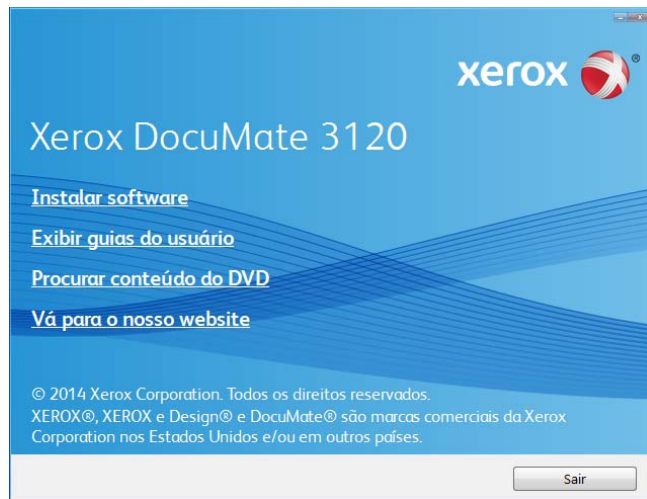 xerox ®
Xerox DocuMate 3120
Instalar software
Exibir guias do usuário
Procurar conteúdo do DVD
Vá para o nosso website
© 2014 Xerox Corporation. Todos os direitos reservados.
XEROX®, XEROX e Design® e DocuMate® são marcas comerciais da Xerox
Corporation nos Estados Unidos e/ou em outros países.
Sair